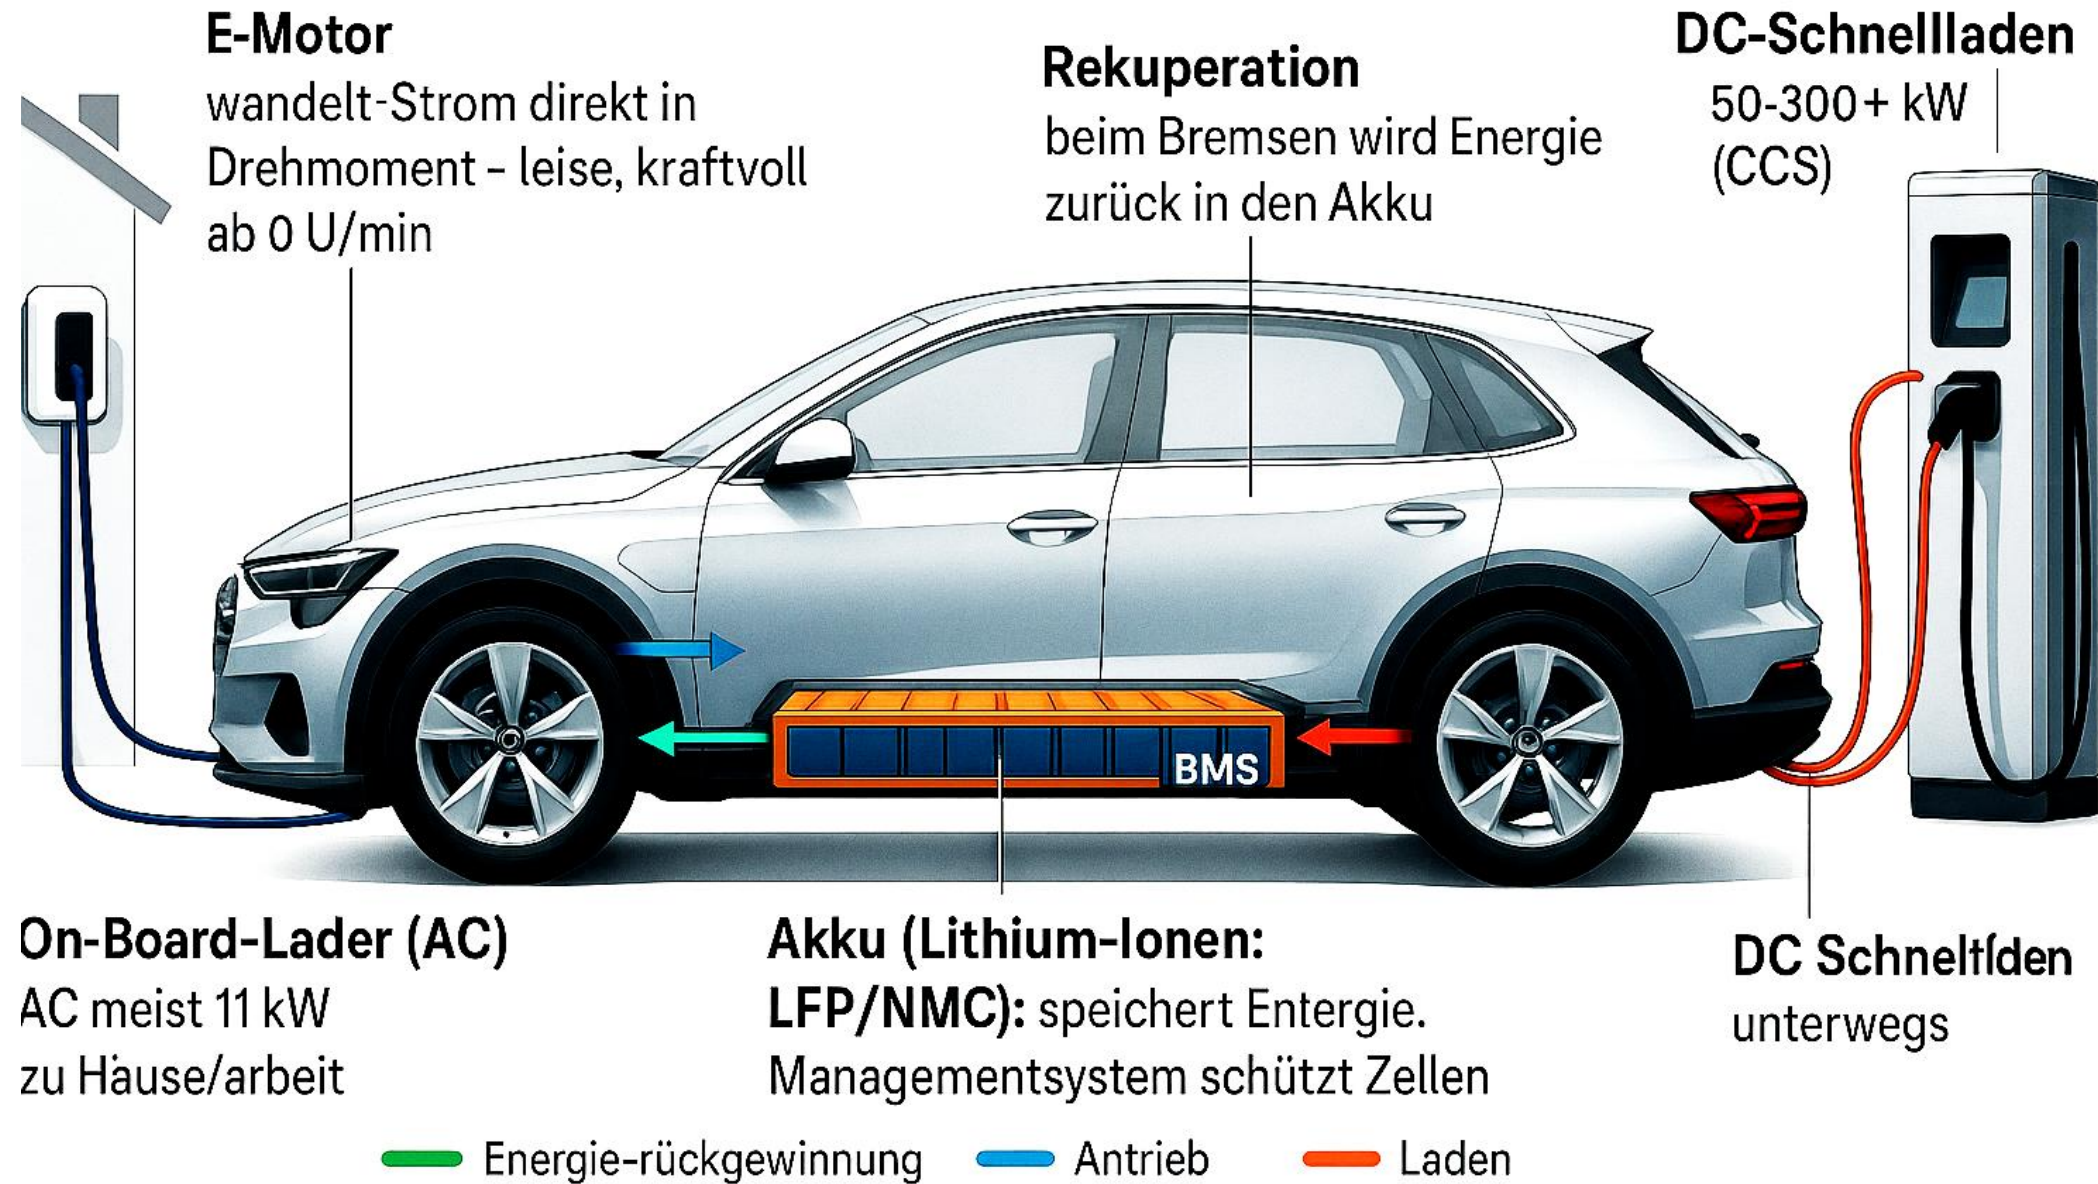 E-Motor
wandelt-Strom direkt in
Drehmoment – leise, kraftvoll
ab 0 U/min
Rekuperation
beim Bremsen wird Energie
zurück in den Akku
DC-Schnellladen
50-300+ kW
(CCS)
BMS
On-Board-Lader (AC)
AC meist 11 kW
zu Hause/arbeit
Akku (Lithium-Ionen:
LFP/NMC): speichert Entergie.
Managementsystem schützt Zellen
DC
unterwegs
Energie-rückgewinnung
Antrieb
Laden